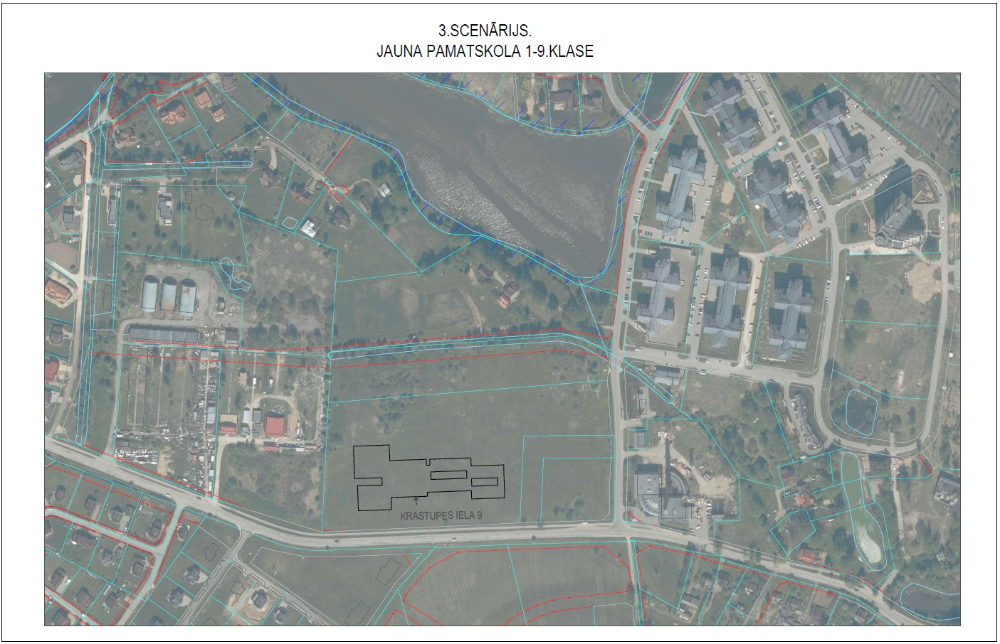 3.SCENĀRIJS.
JAUNA PAMATSKOLA 1-9.KLASE
KRASTUPES IELA 9